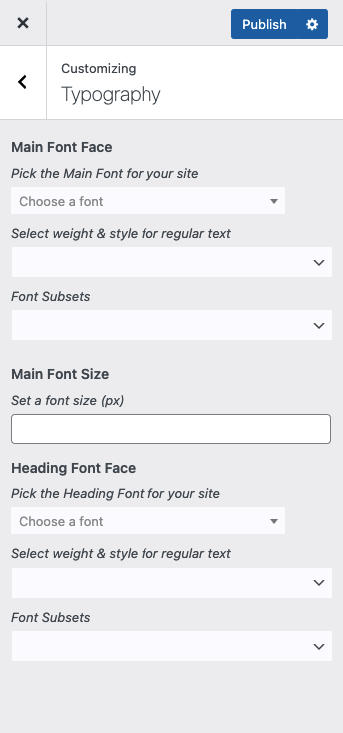 Publish
Customizing
Typography
Main Font Face
Pick the Main Font for your site
Choose a font
Select weight & style for regular text
Font Subsets
Main Font Size
Set a font size (px)
Heading Font Face
Pick the Heading Font for your site
Choose a font
Select weight & style for regular text
Font Subsets